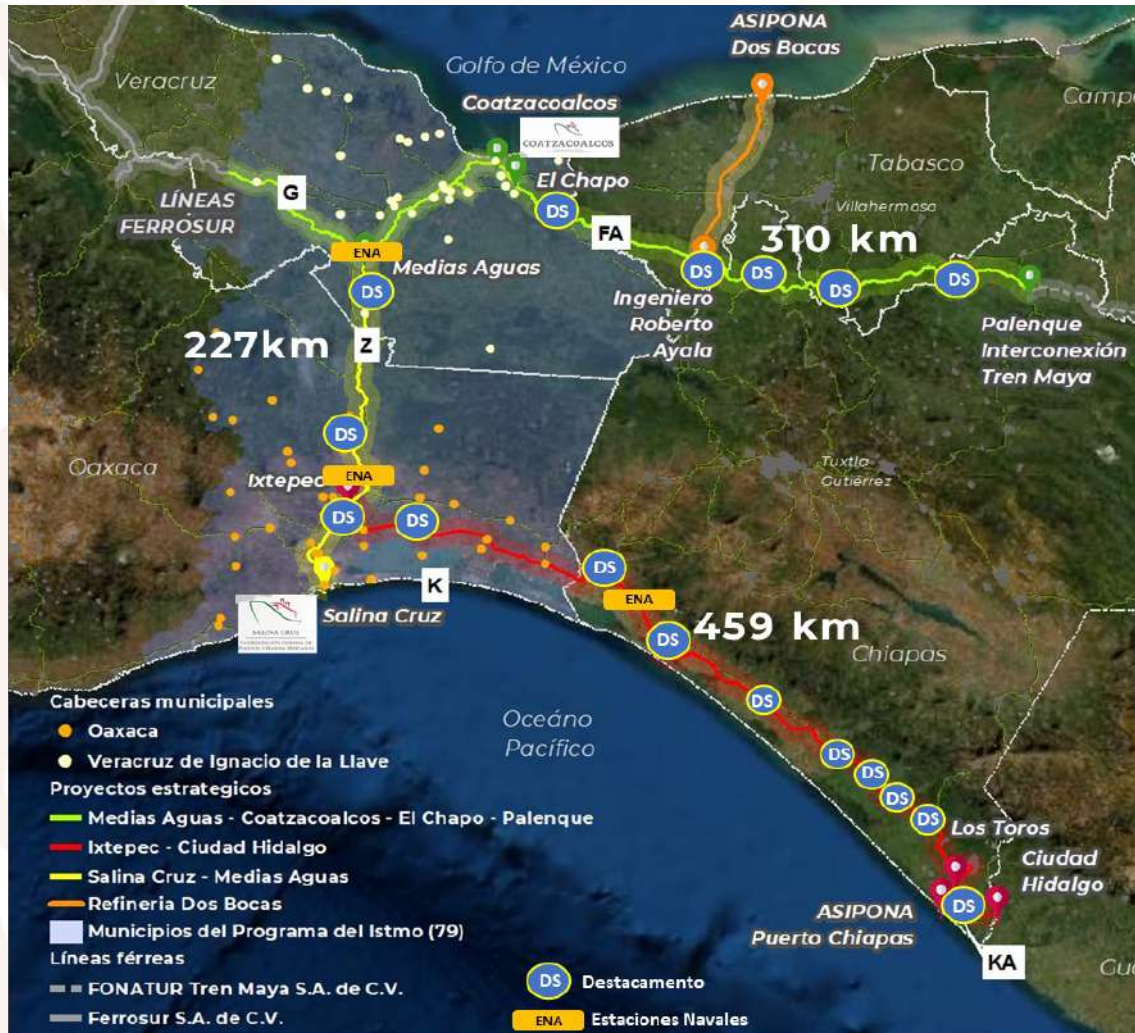 ASIPONA
Dos Bocas
Golfo de México
Veracruz
Camp
Coatzacoalcos
COATZACOALCOS
Tabasco
El Chapo
Villahermosa
G
LÍNEAS
FERROSUR
DS
FA
310 km
ENA
Medias Aguas
DS
DS
DS
DS
DS
Ingeniero
Roberto
Ayala
Palenque
Interconexión
Tren Maya
227km
Z
DS
Oaxaca
Ixtepec
ENA
Tuxtla
Gutiérrez
DS
DS
DS
K
ENA
SALINA CRUZ
Salina Cruz
DS
459 km
Chiapas
DS
Océano
Pacífico
DS
DS
DS
DS
Los Toros
Ciudad
Hidalgo
DS
ASIPONA
Puerto Chiapas
KA
Gu
Cabeceras municipales
Oaxaca
Veracruz de Ignacio de la Llave
Proyectos estrategicos
Medias Aguas - Coatzacoalcos - El Chapo - Palenque
Ixtepec - Ciudad Hidalgo
Salina Cruz - Medias Aguas
Refineria Dos Bocas
Municipios del Programa del Istmo (79)
Líneas férreas
FONATUR Tren Maya S.A. de C.V.
Ferrosur S.A. de C.V.
DS Destacamento
ENA Estaciones Navales